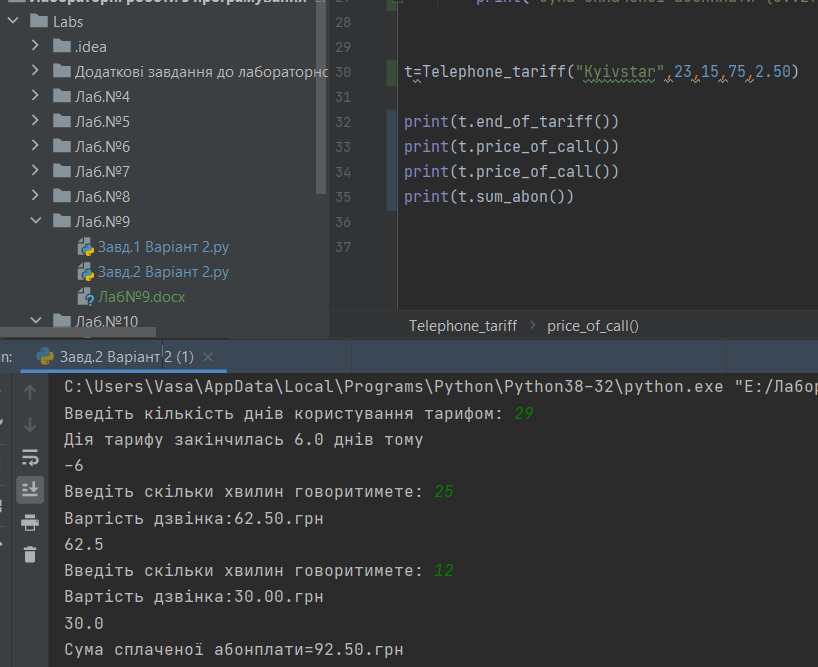 Labs
.idea
Додаткові завдання до лабораторно
Лаб.№4
Лаб.№5
Лаб.№6
Лаб.№7
Лаб.№8
Лаб.№9
Завд.1 Варіант 2.py
Завд.2 Варіант 2.py
Лаб№9.docx
Лаб.№10
28
29
30 t=Telephone_tariff("Kyivstar",23,15,75,2.50)
31
32 print(t.end_of_tariff())
33 print(t.price_of_call())
34 print(t.price_of_call())
35 print(t.sum_abon())
36
37
Telephone_tariff > price_of_call()
n: Завд.2 Варіант 2 (1) ×
C:\Users\Vasa\AppData\Local\Programs\Python\Python38-32\python.exe "E:/Лабор
Введіть кількість днів користування тарифом: 29
Дія тарифу закінчилась 6.0 днів тому
-6
Введіть скільки хвилин говоритимете: 25
Вартість дзвінка:62.50.грн
62.5
Введіть скільки хвилин говоритимете: 12
Вартість дзвінка:30.00.грн
30.0
Сума сплаченої абонплати=92.50.грн